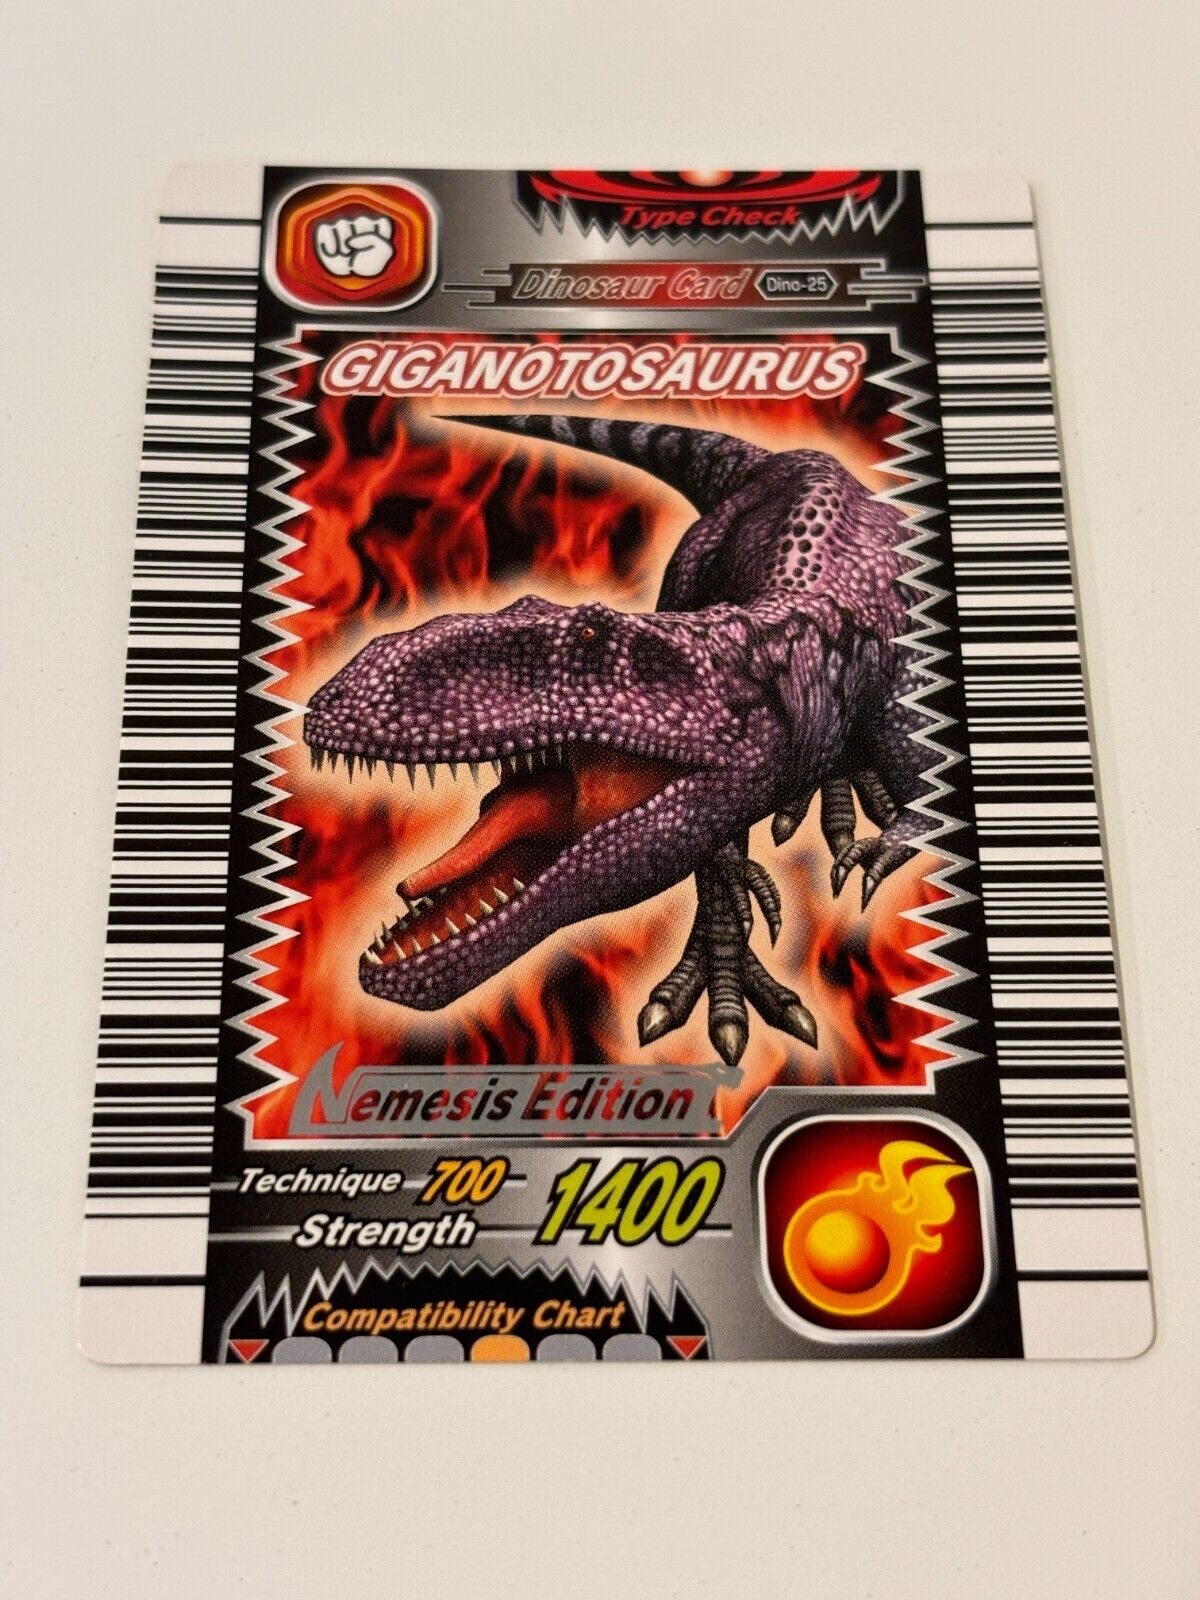 Type Check
Dinosaur Card Dino-25
GIGANOTOSAURUS
Nemesis Edition
Technique 700
Strength 1400
Compatibility Chart